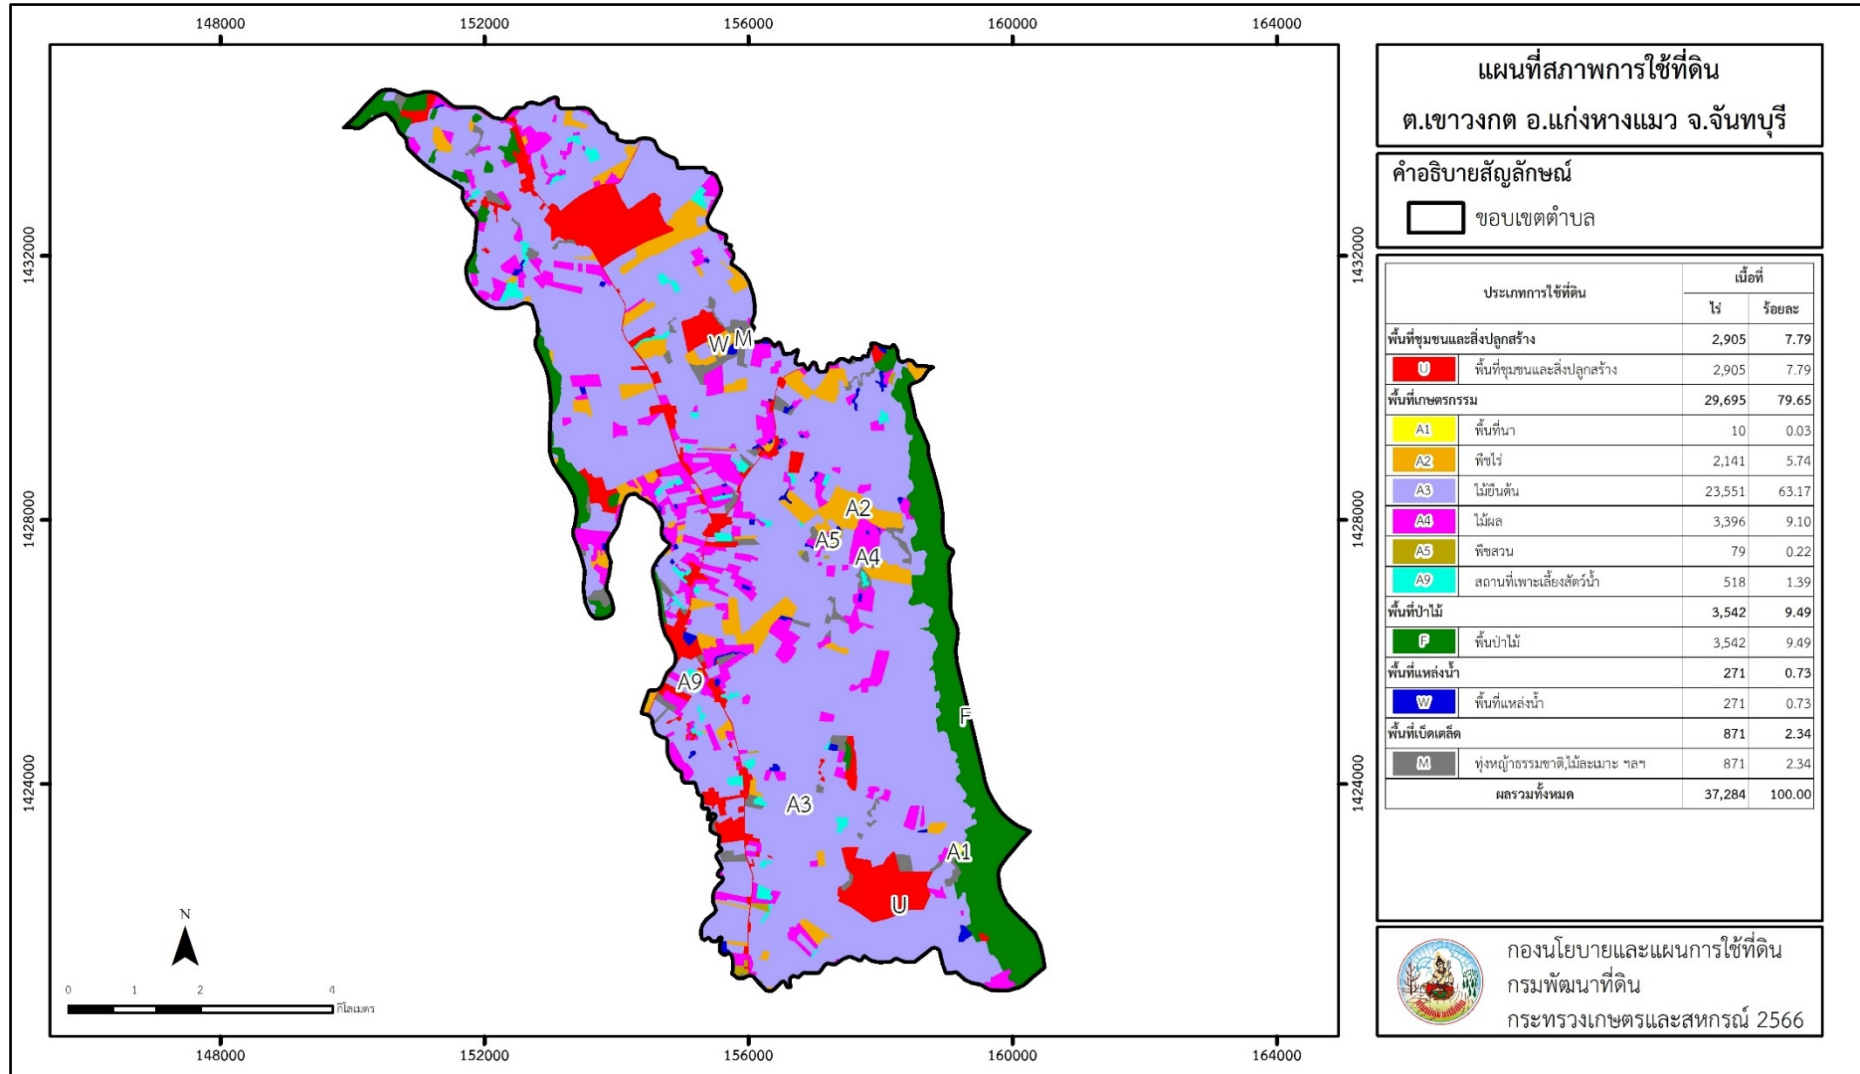 148000 152000 156000 160000 164000
แผนที่สภาพการใช้ที่ดิน
ต.เขาวงกต อ.แก่งหางแมว จ.จันทบุรี
คำอธิบายสัญลักษณ์
ขอบเขตตำบล
ประเภทการใช้ที่ดิน เนื้อที่
ไร่ ร้อยละ
พื้นที่ชุมชนและสิ่งปลูกสร้าง 2,905 7.79
U พื้นที่ชุมชนและสิ่งปลูกสร้าง 2,905 7.79
พื้นที่เกษตรกรรม 29,695 79.65
A1 พื้นที่นา 10 0.03
A2 พืชไร่ 2,141 5.74
A3 ไม้ยืนต้น 23,551 63.17
A4 ไม้ผล 3,396 9.10
A5 พืชสวน 79 0.22
A9 สถานที่เพาะเลี้ยงสัตว์น้ำ 518 1.39
พื้นที่ป่าไม้ 3,542 9.49
F พื้นป่าไม้ 3,542 9.49
พื้นที่แหล่งน้ำ 271 0.73
W พื้นที่แหล่งน้ำ 271 0.73
พื้นที่เบ็ดเตล็ด 871 2.34
M ทุ่งหญ้าธรรมชาติ,ไม้ละเมาะ ฯลฯ 871 2.34
ผลรวมทั้งหมด 37,284 100.00
กองนโยบายและแผนการใช้ที่ดิน
กรมพัฒนาที่ดิน
กระทรวงเกษตรและสหกรณ์ 2566
1432000 1432000
W M
1428000 1428000
A2
A5
A4
A9
F
1424000 1424000
A3
A1
U
N
0 1 2 4
กิโลเมตร
148000 152000 156000 160000 164000